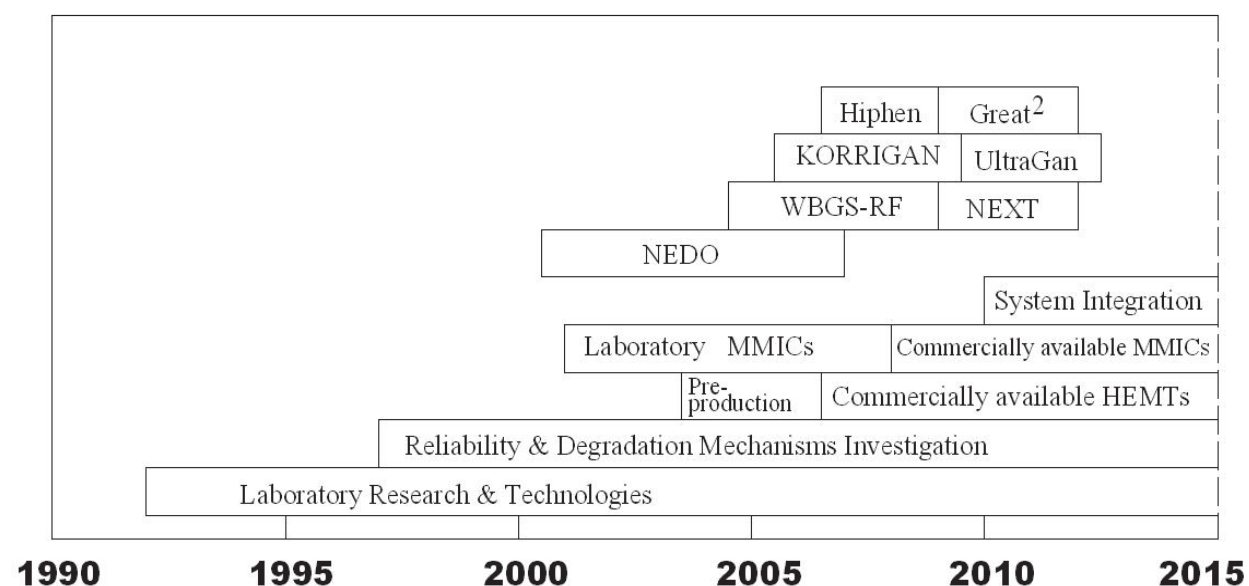 Hiphen Great2
KORRIGAN UltraGan
WBGS-RF NEXT
NEDO
System Integration
Laboratory MMICs Commercially available MMICs
Pre-
production Commercially available HEMTs
Reliability & Degradation Mechanisms Investigation
Laboratory Research & Technologies
1990 1995 2000 2005 2010 2015